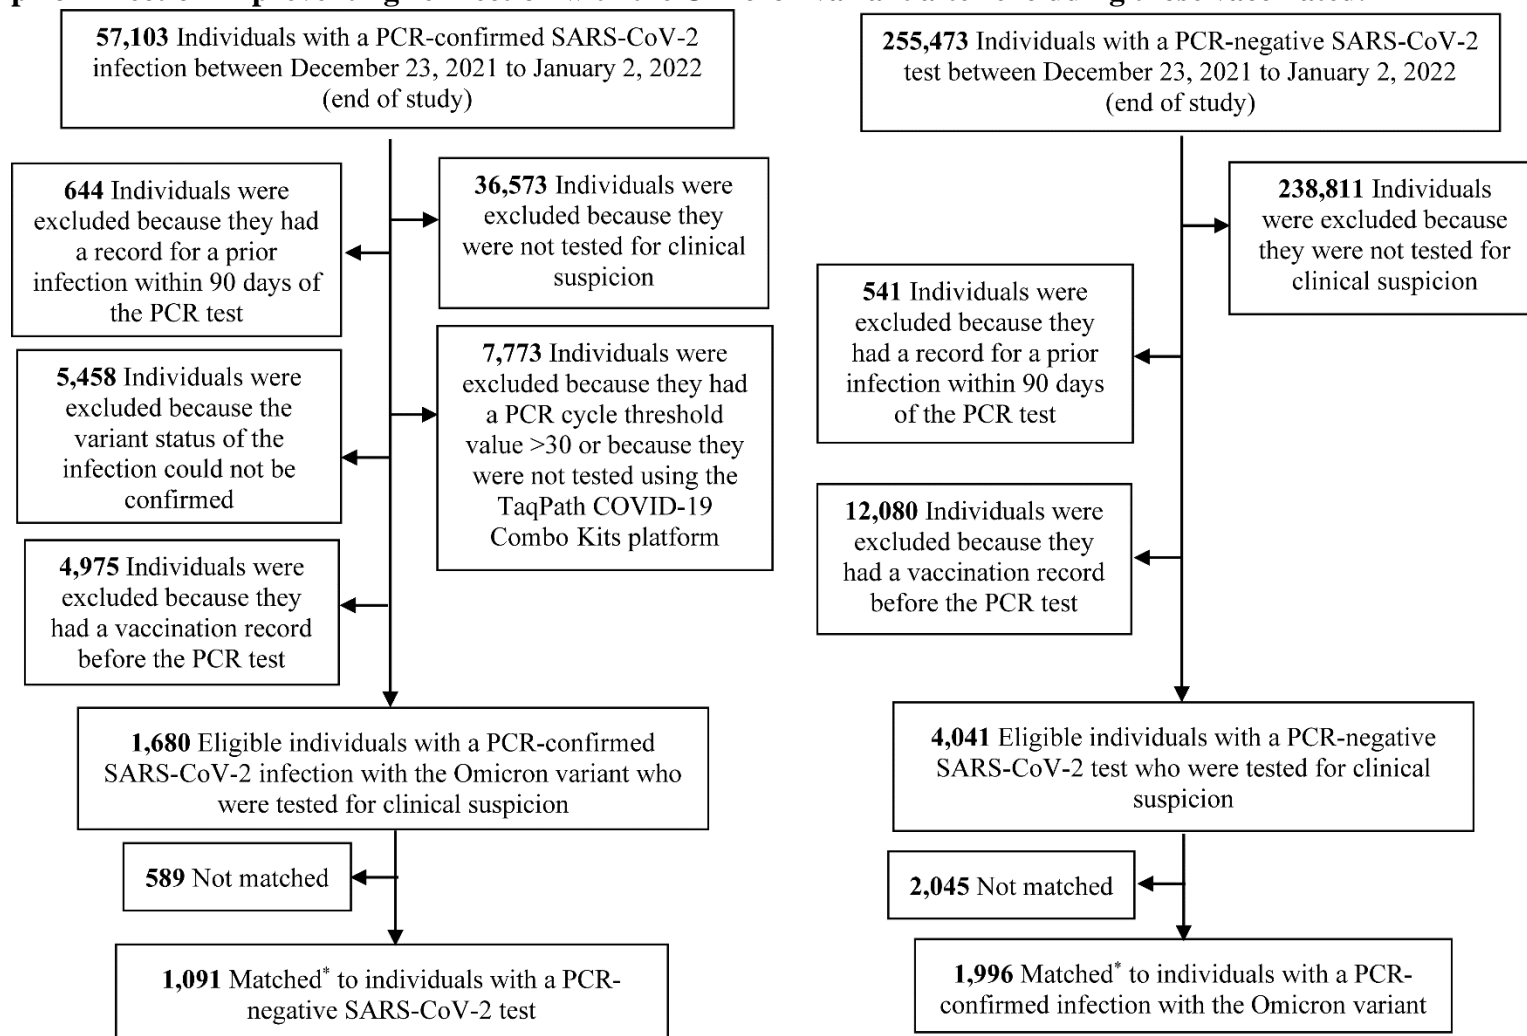 57,103 Individuals with a PCR-confirmed SARS-CoV-2
infection between December 23, 2021 to January 2, 2022
(end of study)
644 Individuals were
excluded because they had
a record for a prior
infection within 90 days of
the PCR test
36,573 Individuals were
excluded because they
were not tested for clinical
suspicion
5,458 Individuals were
excluded because the
variant status of the
infection could not be
confirmed
7,773 Individuals were
excluded because they had
a PCR cycle threshold
value >30 or because they
were not tested using the
TaqPath COVID-19
Combo Kits platform
4,975 Individuals were
excluded because they
had a vaccination record
before the PCR test
1,680 Eligible individuals with a PCR-confirmed
SARS-CoV-2 infection with the Omicron variant who
were tested for clinical suspicion
589 Not matched
1,091 Matched* to individuals with a PCR-
negative SARS-CoV-2 test
255,473 Individuals with a PCR-negative SARS-CoV-2
test between December 23, 2021 to January 2, 2022
(end of study)
238,811 Individuals
were excluded because
they were not tested for
clinical suspicion
541 Individuals were
excluded because they
had a record for a prior
infection within 90 days
of the PCR test
12,080 Individuals were
excluded because they
had a vaccination record
before the PCR test
4,041 Eligible individuals with a PCR-negative
SARS-CoV-2 test who were tested for clinical
suspicion
2,045 Not matched
1,996 Matched* to individuals with a PCR-
confirmed infection with the Omicron variant